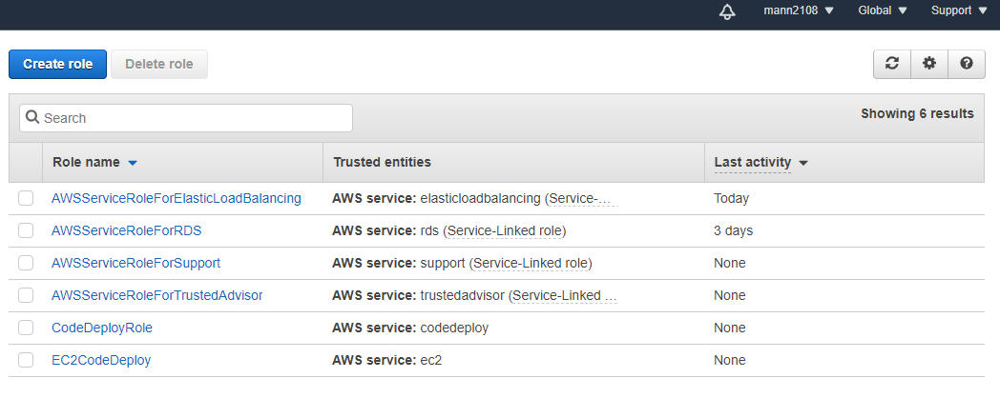 mann2108 Global Support
Create role Delete role
Search Showing 6 results
Role name Trusted entities Last activity
AWSServiceRoleForElasticLoadBalancing AWS service: elasticloadbalancing (Service-… Today
AWSServiceRoleForRDS AWS service: rds (Service-Linked role) 3 days
AWSServiceRoleForSupport AWS service: support (Service-Linked role) None
AWSServiceRoleForTrustedAdvisor AWS service: trustedadvisor (Service-Linked … None
CodeDeployRole AWS service: codedeploy None
EC2CodeDeploy AWS service: ec2 None